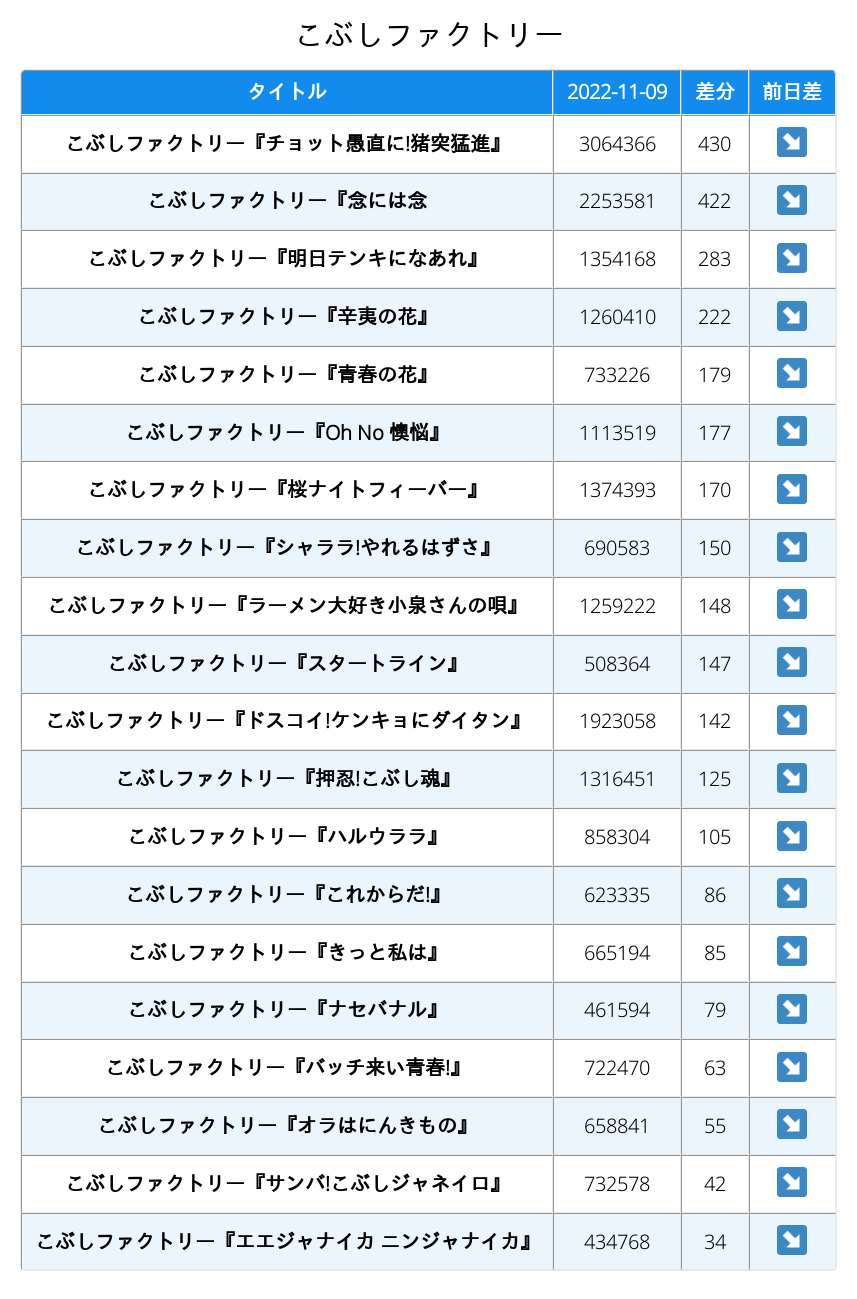 こぶしファクトリー
タイトル 2022-11-09 差分 前日差
こぶしファクトリー『チョット愚直に!猪突猛進』 3064366 430
こぶしファクトリー『念には念 2253581 422
こぶしファクトリー『明日テンキになあれ』 1354168 283
こぶしファクトリー『辛夷の花』 1260410 222
こぶしファクトリー『青春の花』 733226 179
こぶしファクトリー『Oh No 懊悩』 1113519 177
こぶしファクトリー『桜ナイトフィーバー』 1374393 170
こぶしファクトリー『シャララ!やれるはずさ』 690583 150
こぶしファクトリー『ラーメン大好き小泉さんの唄』 1259222 148
こぶしファクトリー『スタートライン』 508364 147
こぶしファクトリー『ドスコイ!ケンキョにダイタン』 1923058 142
こぶしファクトリー『押忍!こぶし魂』 1316451 125
こぶしファクトリー『ハルウララ』 858304 105
こぶしファクトリー『これからだ!』 623335 86
こぶしファクトリー『きっと私は』 665194 85
こぶしファクトリー『ナセバナル』 461594 79
こぶしファクトリー『バッチ来い青春!』 722470 63
こぶしファクトリー『オラはにんきもの』 658841 55
こぶしファクトリー『サンバ!こぶしジャネイロ』 732578 42
こぶしファクトリー『エエジャナイカ ニンジャナイカ』 434768 34